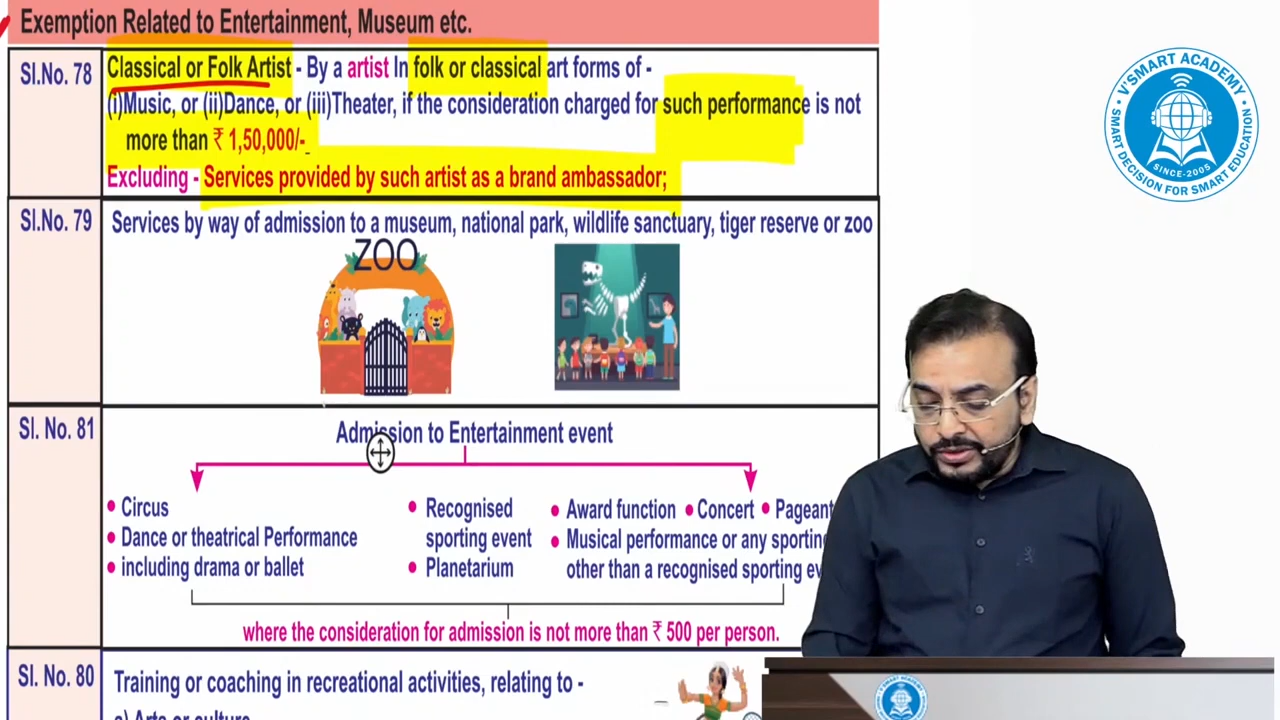 Exemption Related to Entertainment, Museum etc.
Sl.No. 78
Classical or Folk Artist - By a artist In folk or classical art forms of -
(i)Music, or (ii)Dance, or (iii)Theater, if the consideration charged for such performance is not
more than ₹ 1,50,000/-
Excluding - Services provided by such artist as a brand ambassador;
Sl.No. 79
Services by way of admission to a museum, national park, wildlife sanctuary, tiger reserve or zoo
ZOO
Sl. No. 81
Admission to Entertainment event
• Circus
• Dance or theatrical Performance
• including drama or ballet
• Recognised
sporting event
• Planetarium
• Award function • Concert • Pageant
• Musical performance or any sporting
other than a recognised sporting ev
where the consideration for admission is not more than ₹ 500 per person.
Sl. No. 80
Training or coaching in recreational activities, relating to -
a) Arts or culture
V'SMART ACADEMY
SMART DECISION FOR SMART EDUCATION
SINCE-2005